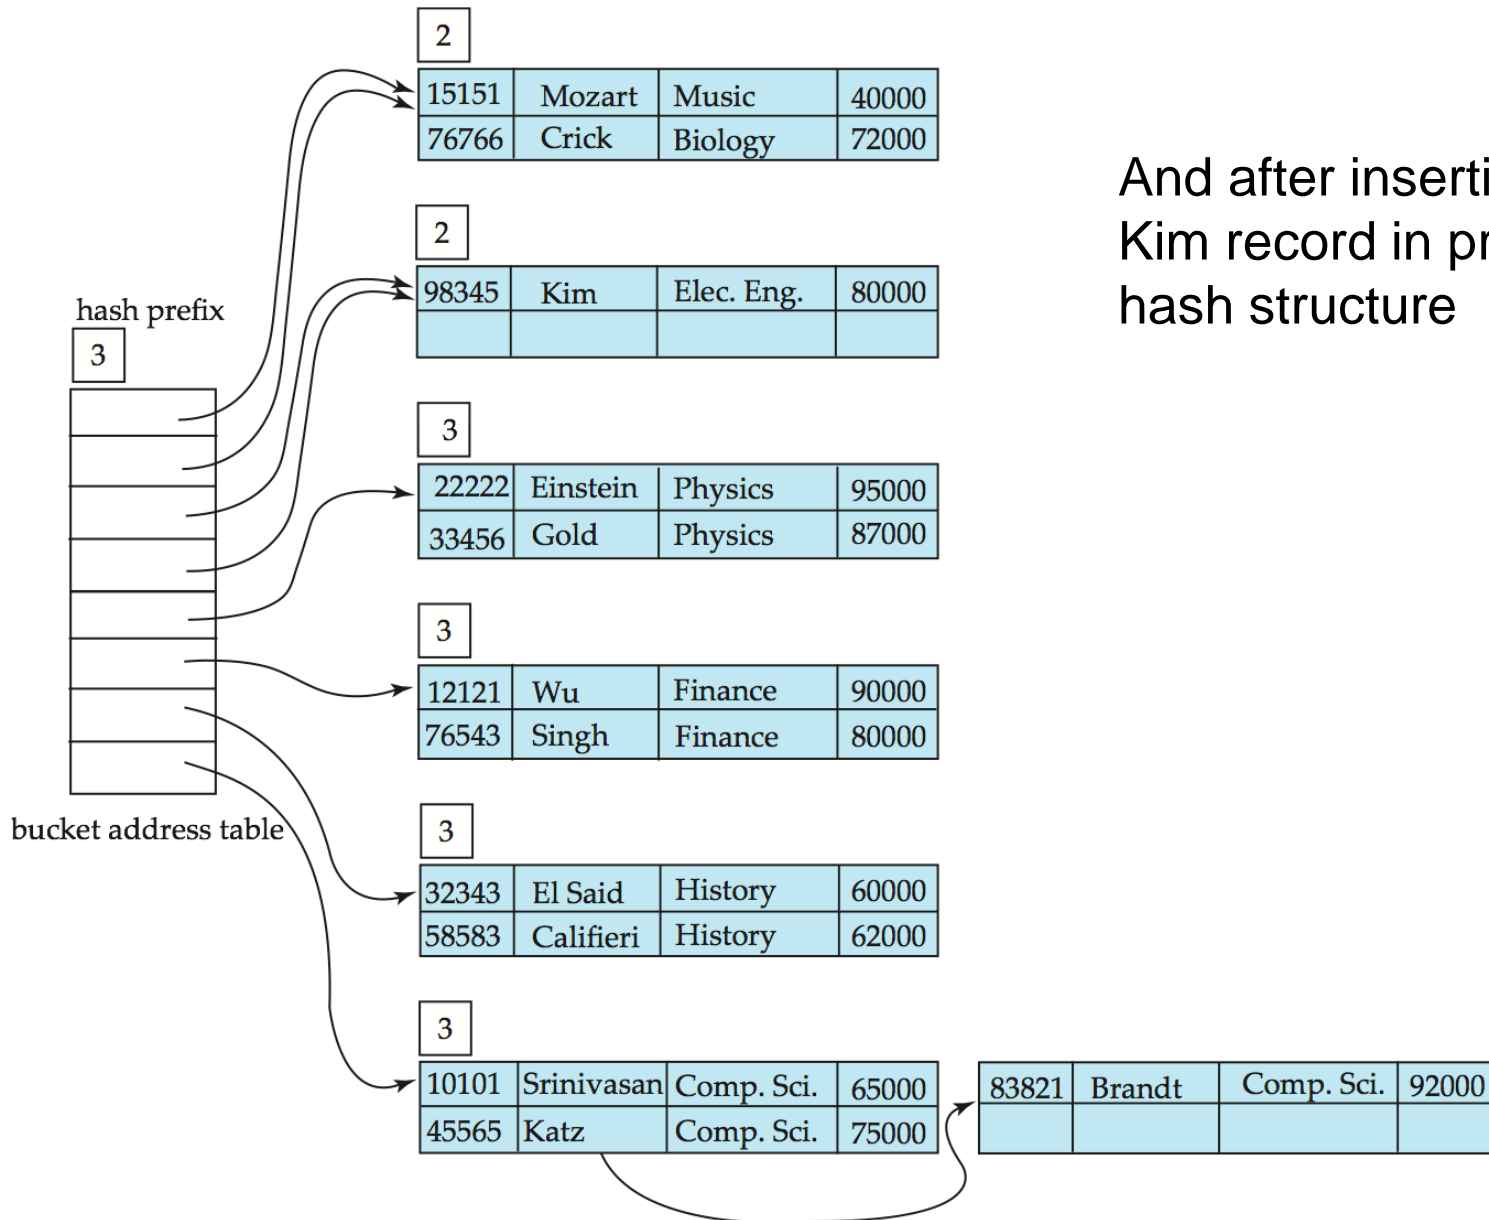 2
15151 Mozart Music 40000
76766 Crick Biology 72000
And after inserti
Kim record in pr
hash structure
2
98345 Kim Elec. Eng. 80000
hash prefix
3
3
22222 Einstein Physics 95000
33456 Gold Physics 87000
3
12121 Wu Finance 90000
76543 Singh Finance 80000
bucket address table
3
32343 El Said History 60000
58583 Califieri History 62000
3
10101 Srinivasan Comp. Sci. 65000
45565 Katz Comp. Sci. 75000
83821 Brandt Comp. Sci. 92000